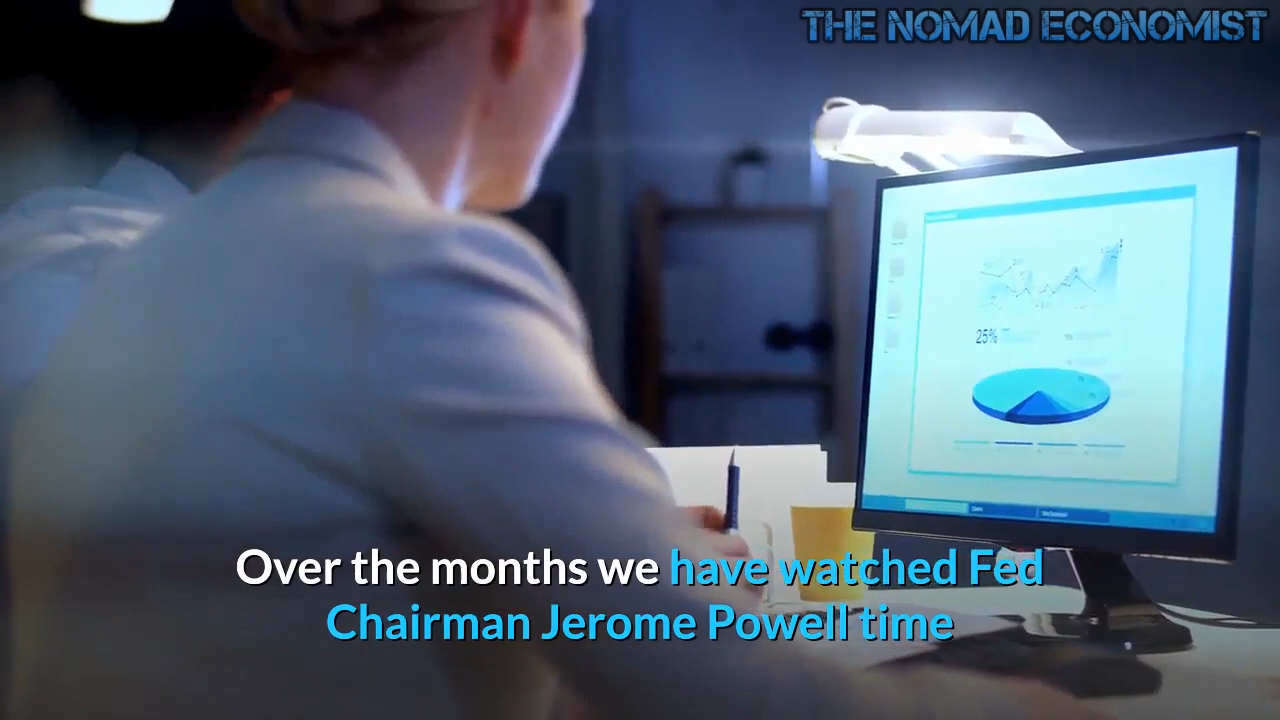 THE NOMAD ECONOMIST
25%
Over the months we have watched Fed
Chairman Jerome Powell time